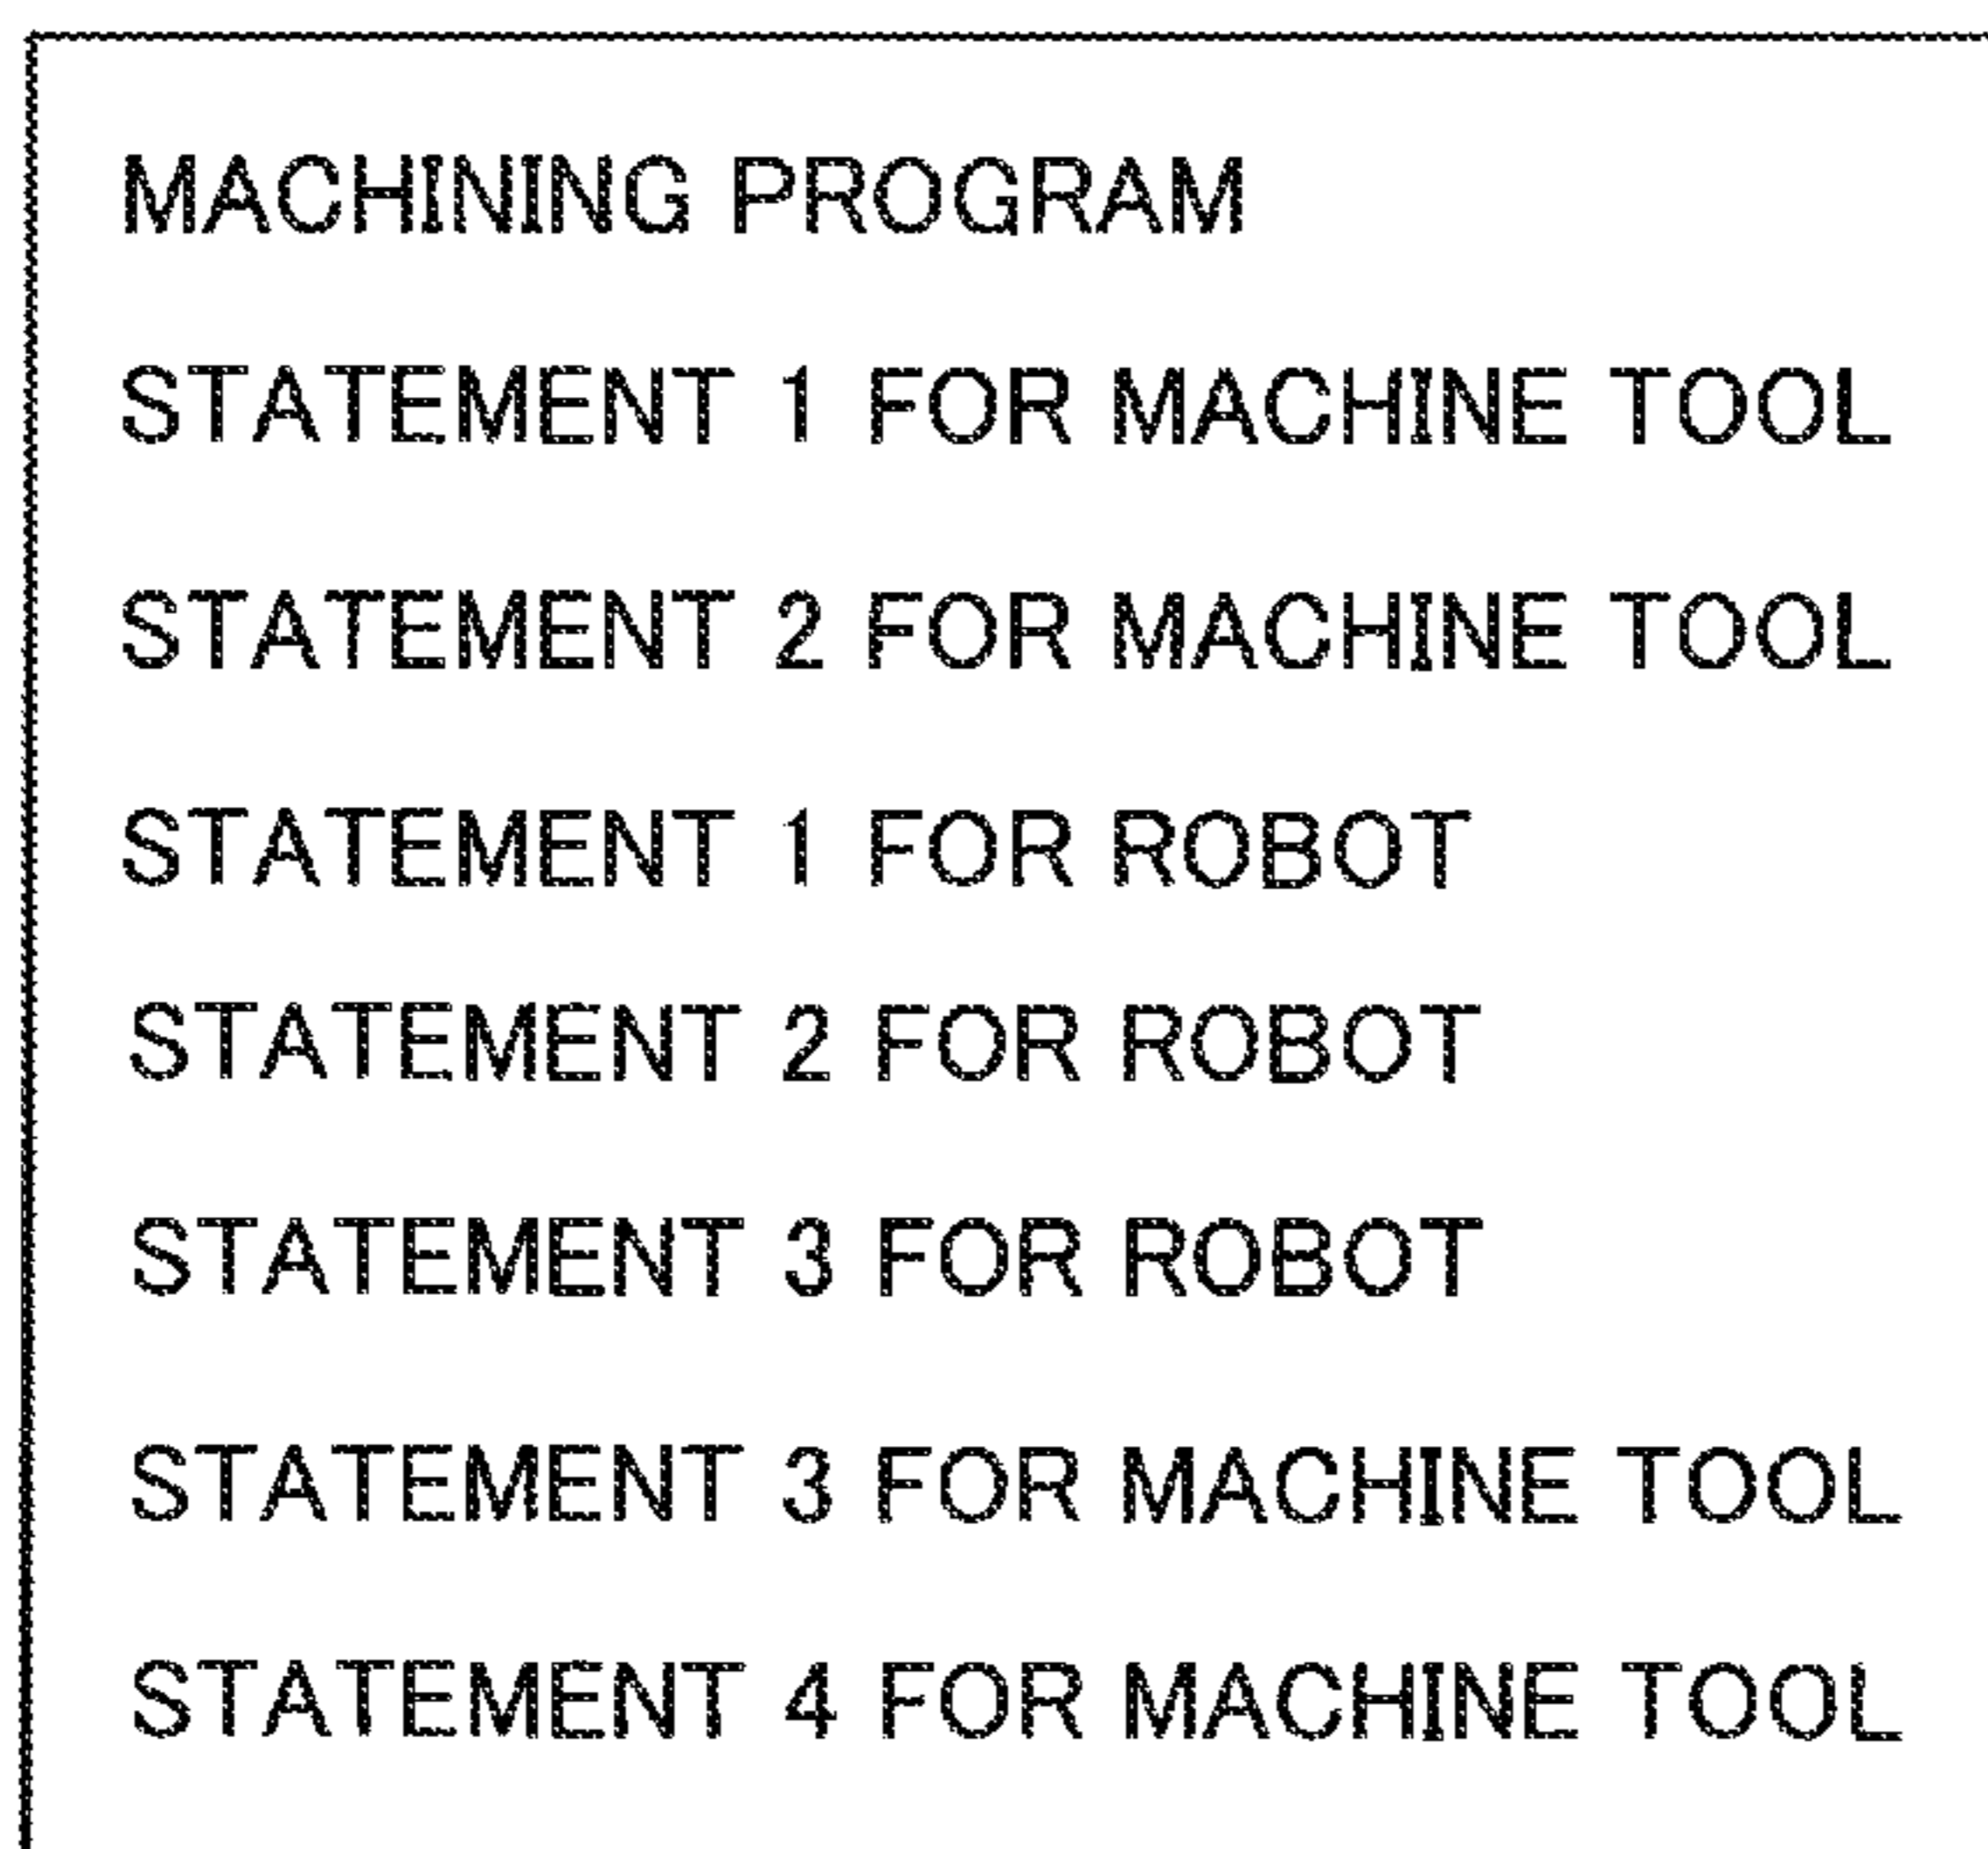 MACHINING PROGRAM
STATEMENT 1 FOR MACHINE TOOL
STATEMENT 2 FOR MACHINE TOOL
STATEMENT 1 FOR ROBOT
STATEMENT 2 FOR ROBOT
STATEMENT 3 FOR ROBOT
STATEMENT 3 FOR MACHINE TOOL
STATEMENT 4 FOR MACHINE TOOL